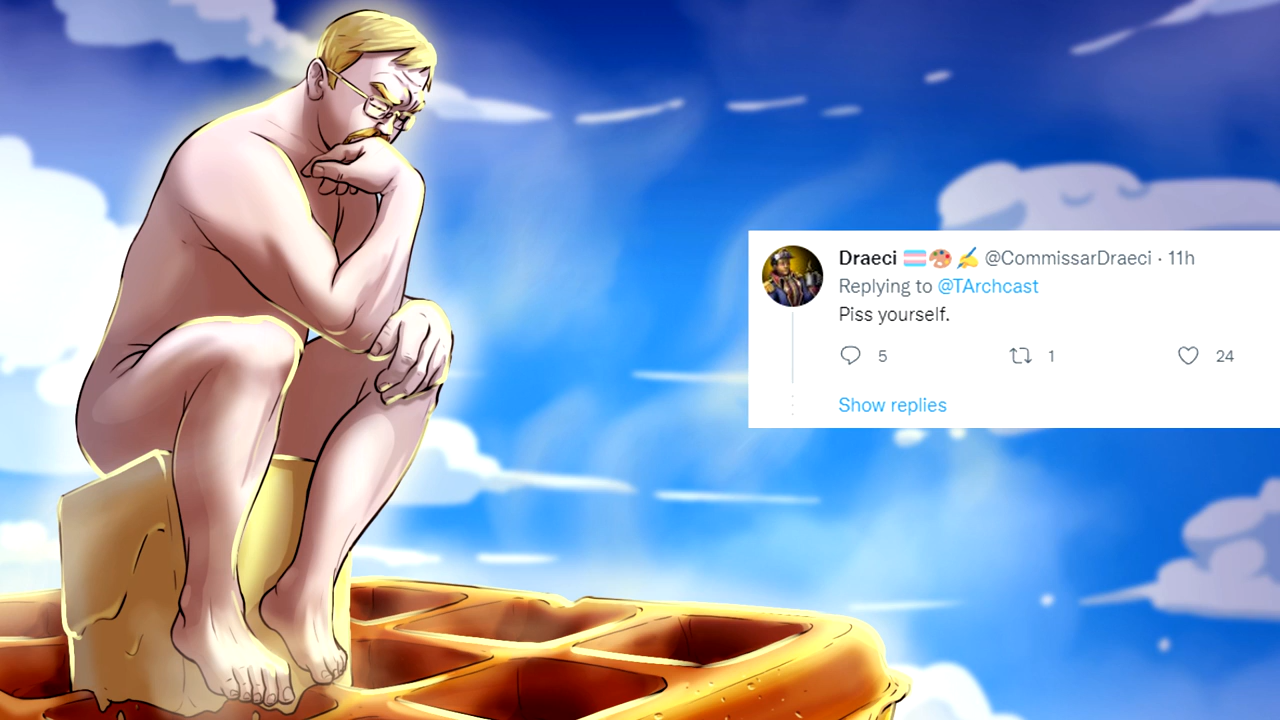 Draeci 🏳️‍⚧️🎨✍️ @CommissarDraeci · 11h
Replying to @TArchcast
Piss yourself.
5 1 24
Show replies